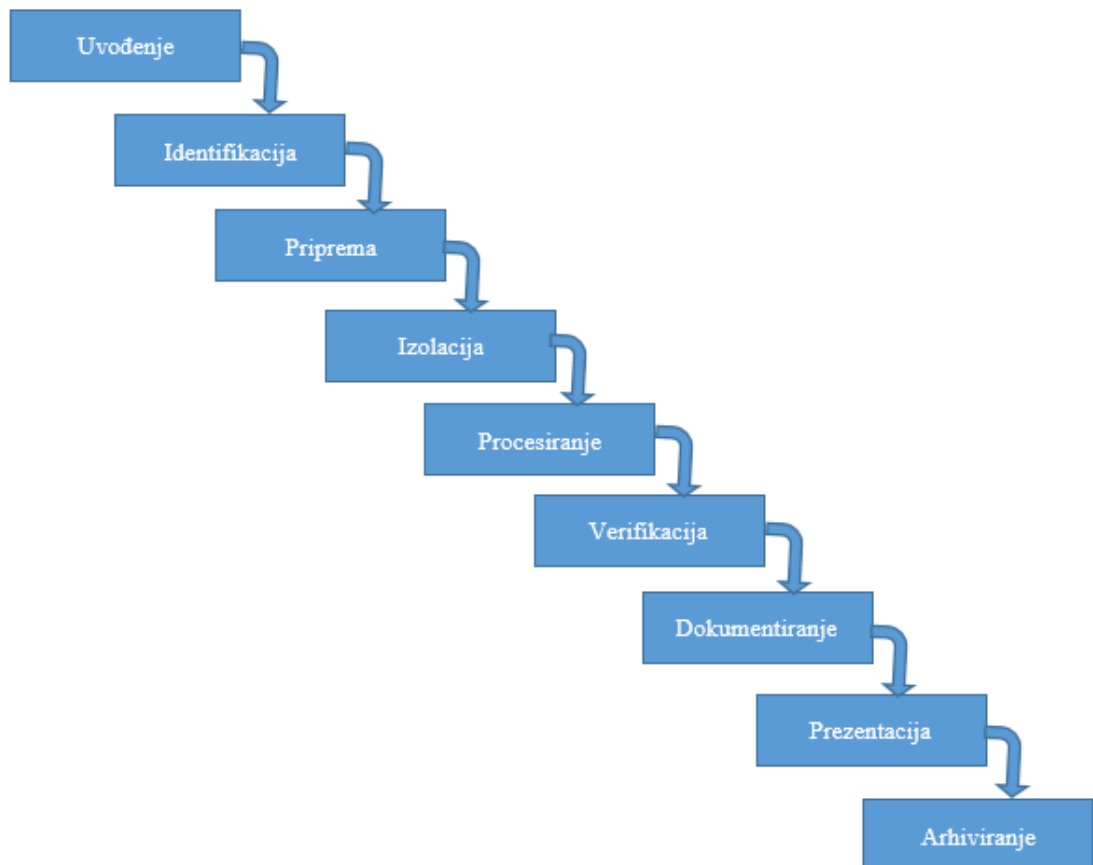 Uvođenje
Identifikacija
Priprema
Izolacija
Procesiranje
Verifikacija
Dokumentiranje
Prezentacija
Arhiviranje